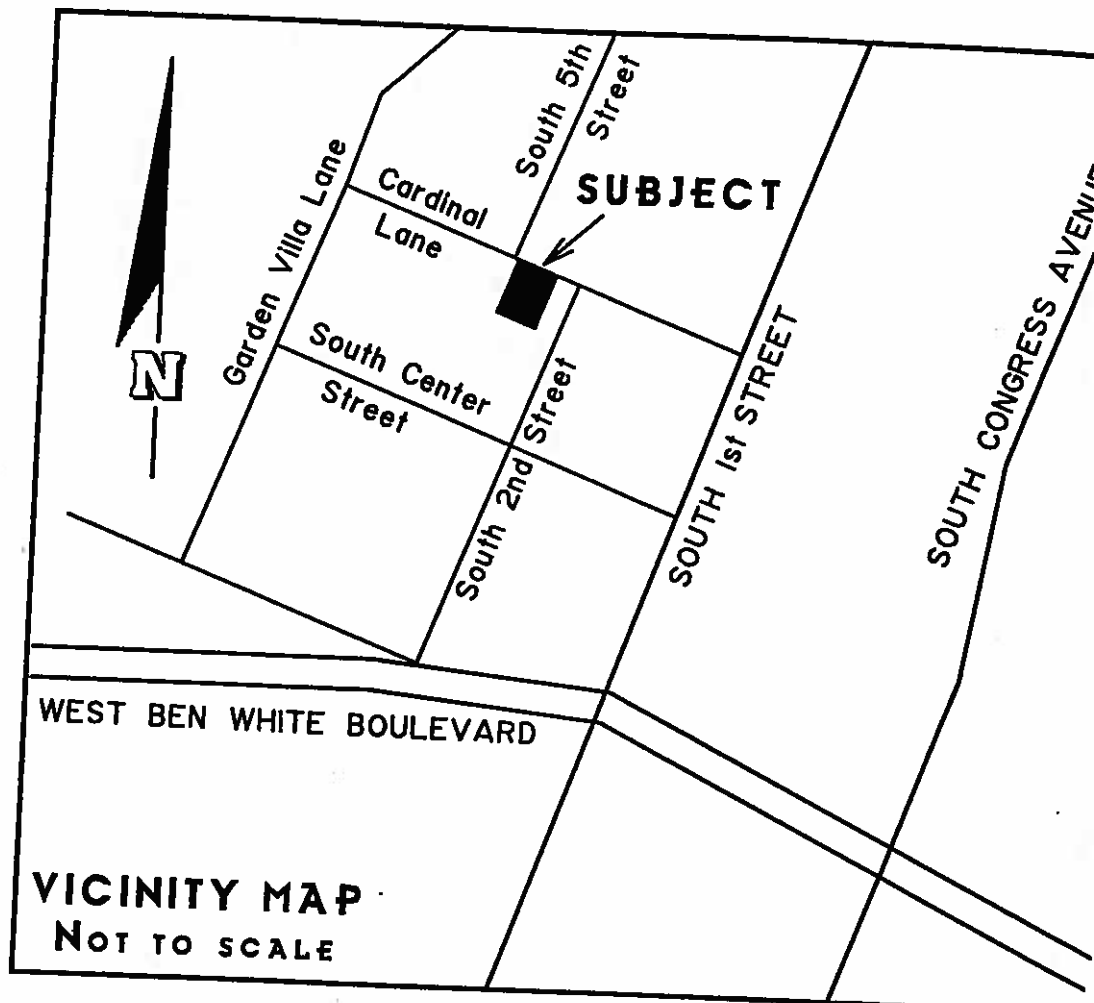 South 5th
Street
SUBJECT
Cardinal
Lane
Garden Villa Lane
N
South Center
Street
South 2nd Street
SOUTH 1st STREET
SOUTH CONGRESS AVENUE
WEST BEN WHITE BOULEVARD
VICINITY MAP
NOT TO SCALE